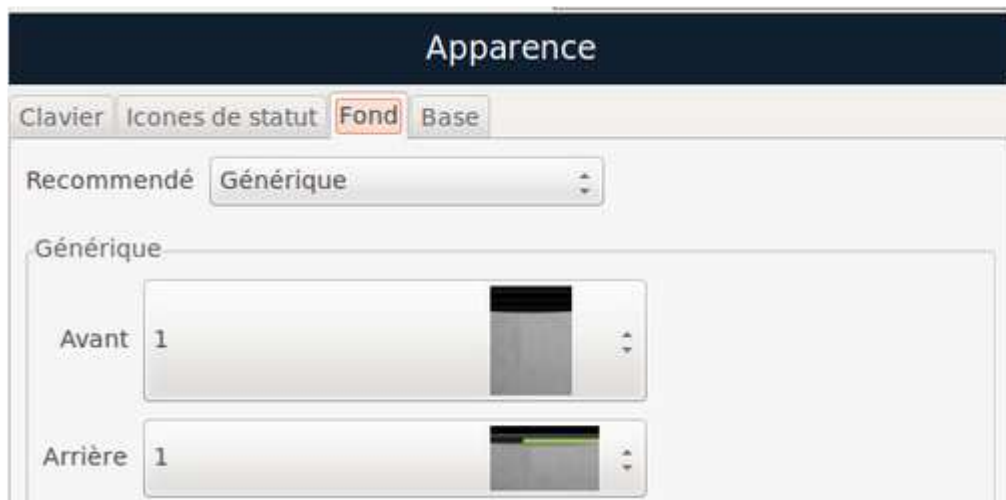 Apparence
Clavier Icones de statut Fond Base
Recommendé Générique
Générique
Avant 1
Arrière 1